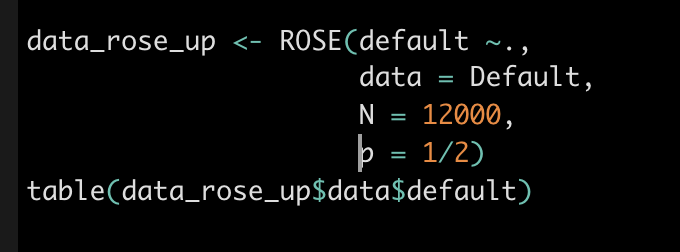 data_rose_up <- ROSE(default ~.,
data = Default,
N = 12000,
p = 1/2)
table(data_rose_up$data$default)